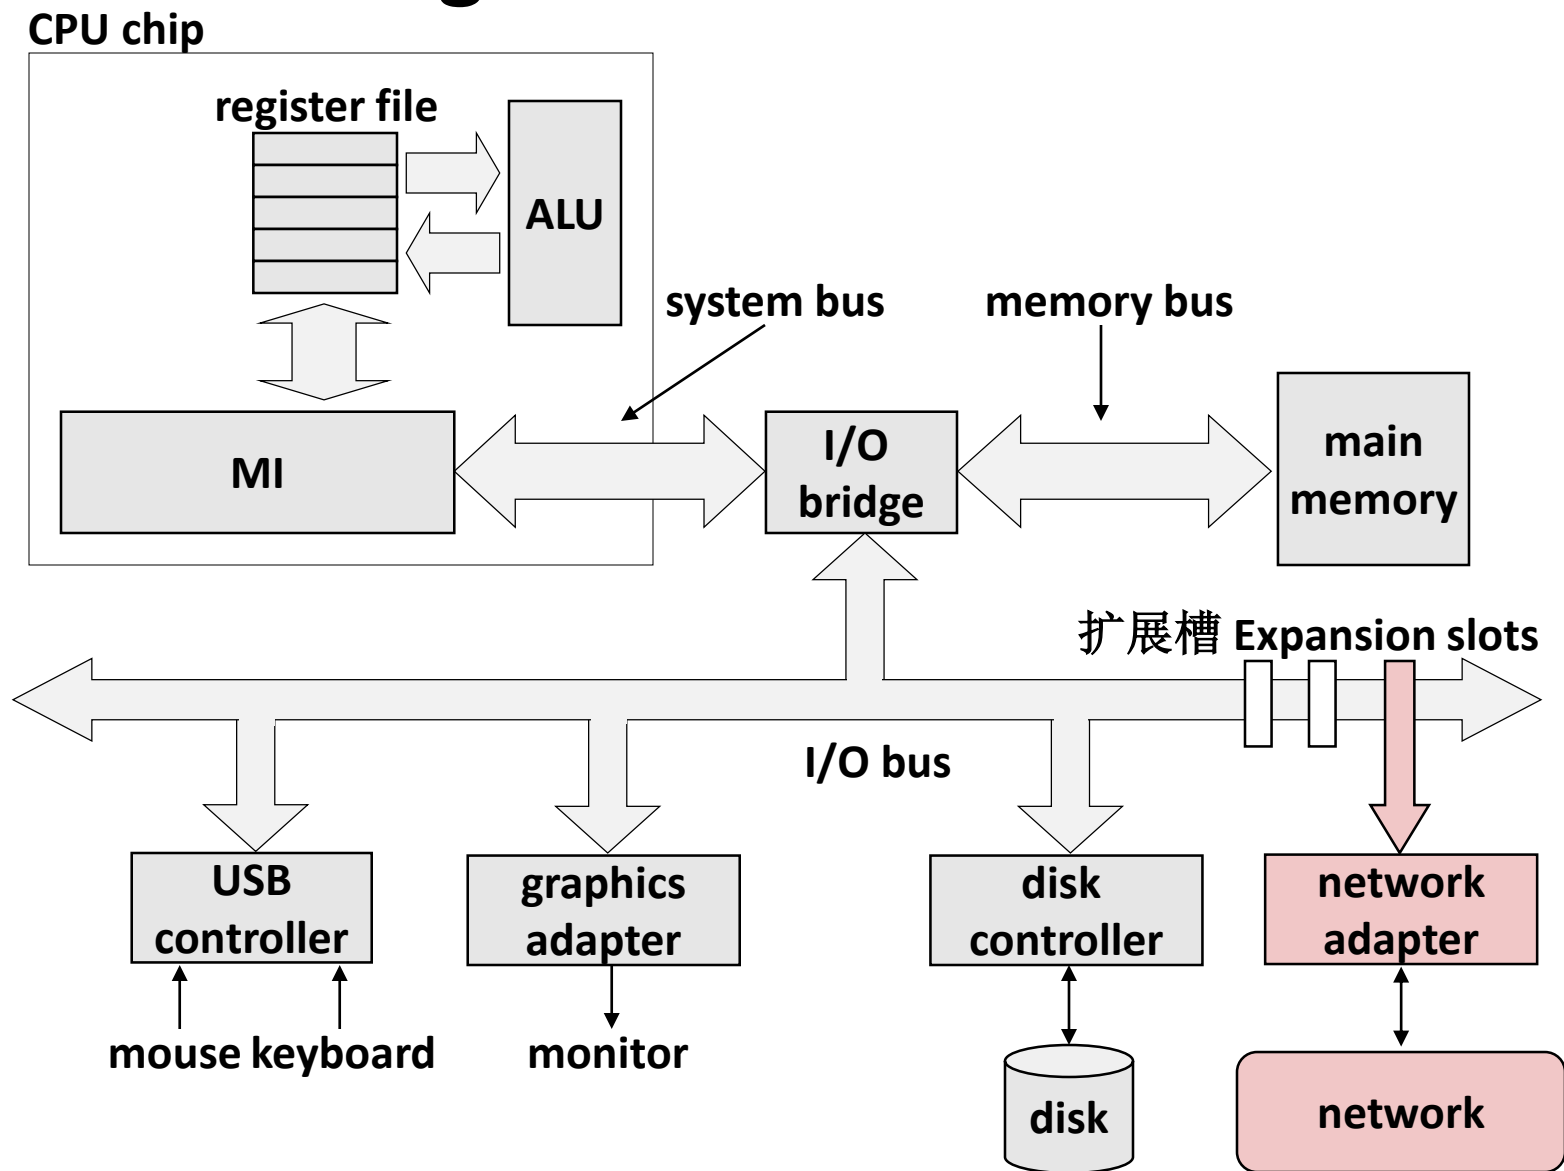 CPU chip
register file
ALU
system bus
memory bus
MI
I/O
bridge
main
memory
扩展槽 Expansion slots
I/O bus
USB
controller
graphics
adapter
disk
controller
network
adapter
mouse keyboard
monitor
disk
network